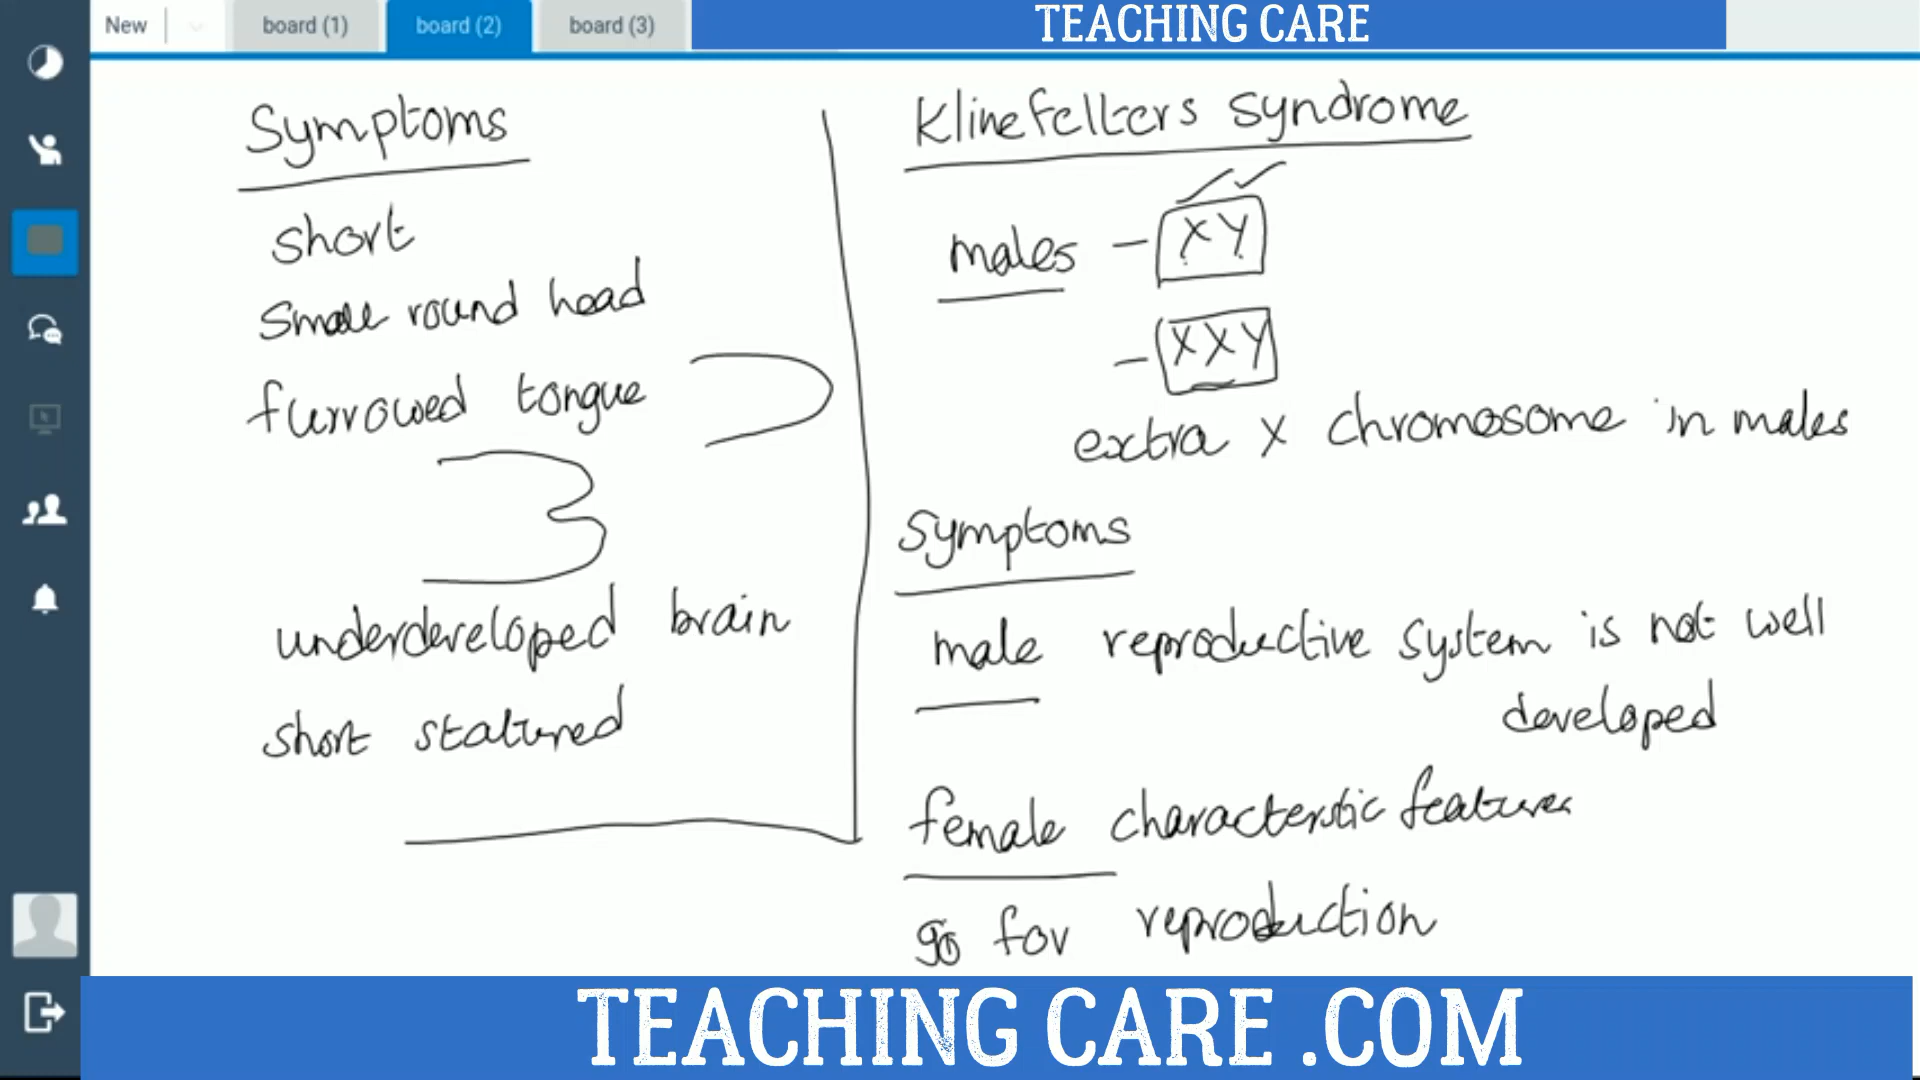 New
board (1)
board (2)
board (3)
TEACHING CARE
Symptoms
short
Small round head
furrowed tongue
underdeveloped brain
short statured
Klinefelters Syndrome
males - XY
- XXY
extra X chromosome in males
Symptoms
male reproductive system is not well
developed
female characterstic features
go for reproduction
TEACHING CARE .COM